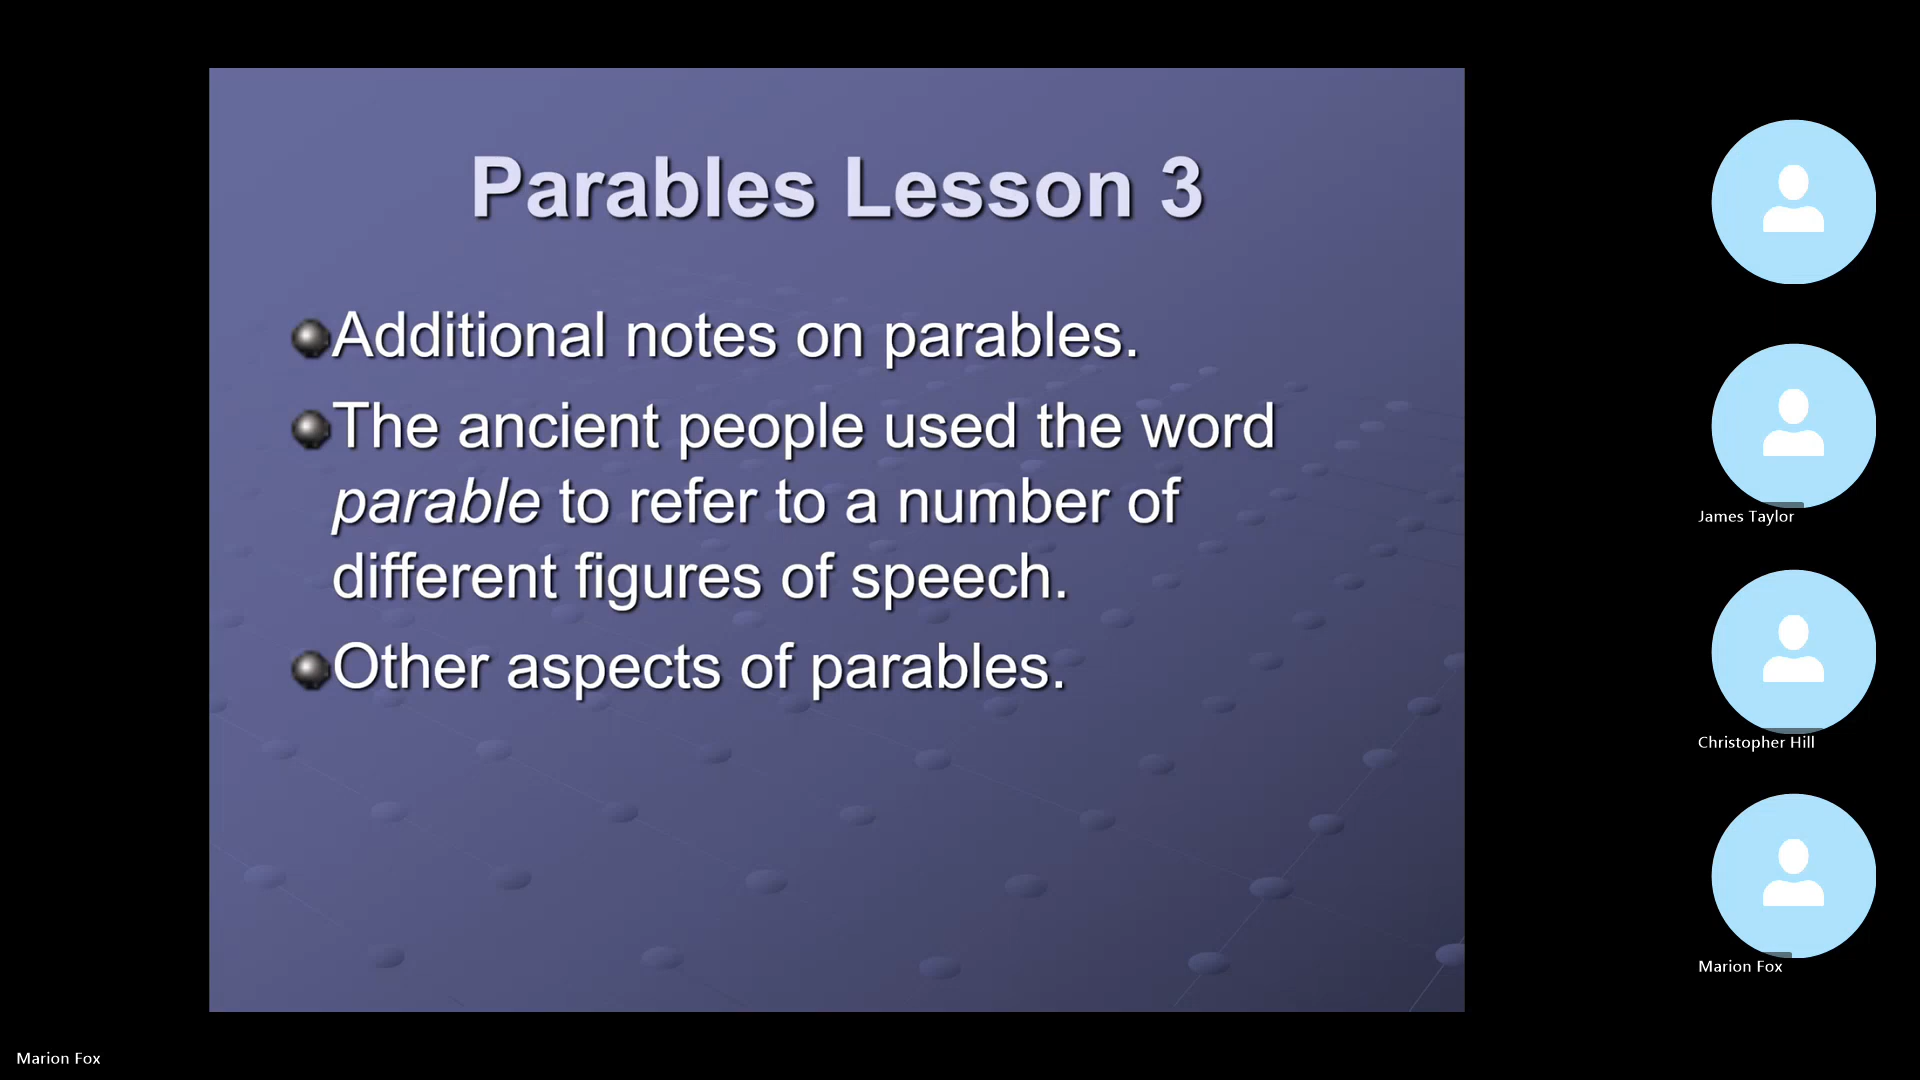 Parables Lesson 3
Additional notes on parables.
The ancient people used the word
parable to refer to a number of
different figures of speech.
Other aspects of parables.
James Taylor
Christopher Hill
Marion Fox
Marion Fox